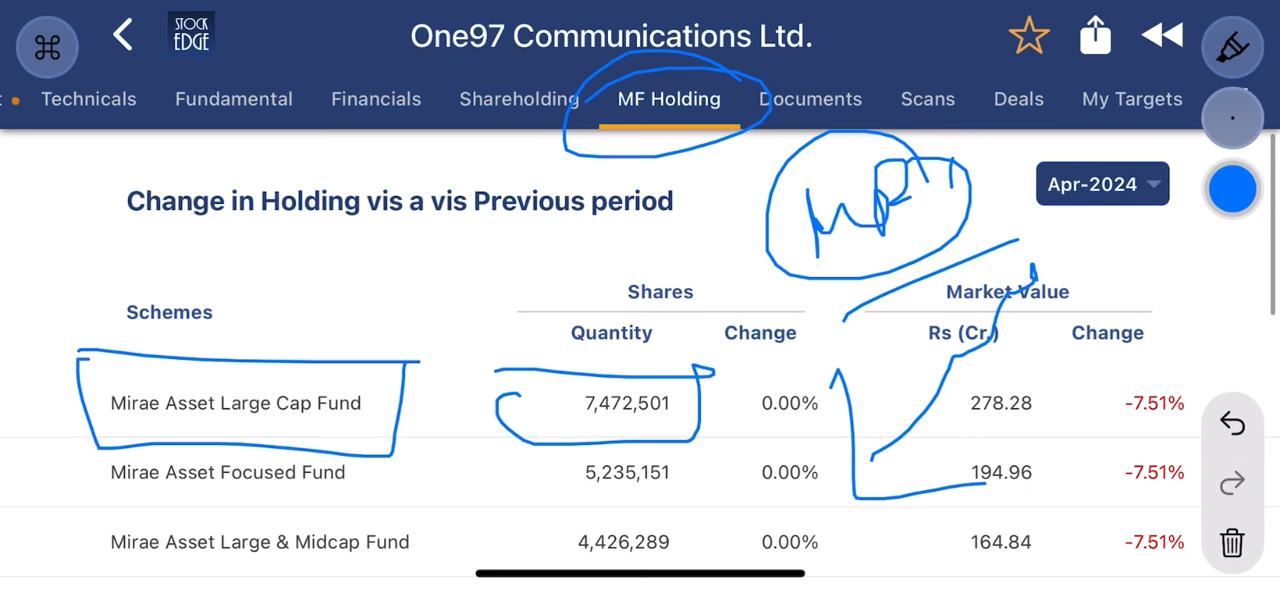 STOCK
EDGE
One97 Communications Ltd.
Technicals Fundamental Financials Shareholding MF Holding Documents Scans Deals My Targets
Change in Holding vis a vis Previous period
Apr-2024
Schemes
Shares
Market Value
Quantity Change Rs (Cr.) Change
Mirae Asset Large Cap Fund 7,472,501 0.00% 278.28 -7.51%
Mirae Asset Focused Fund 5,235,151 0.00% 194.96 -7.51%
Mirae Asset Large & Midcap Fund 4,426,289 0.00% 164.84 -7.51%